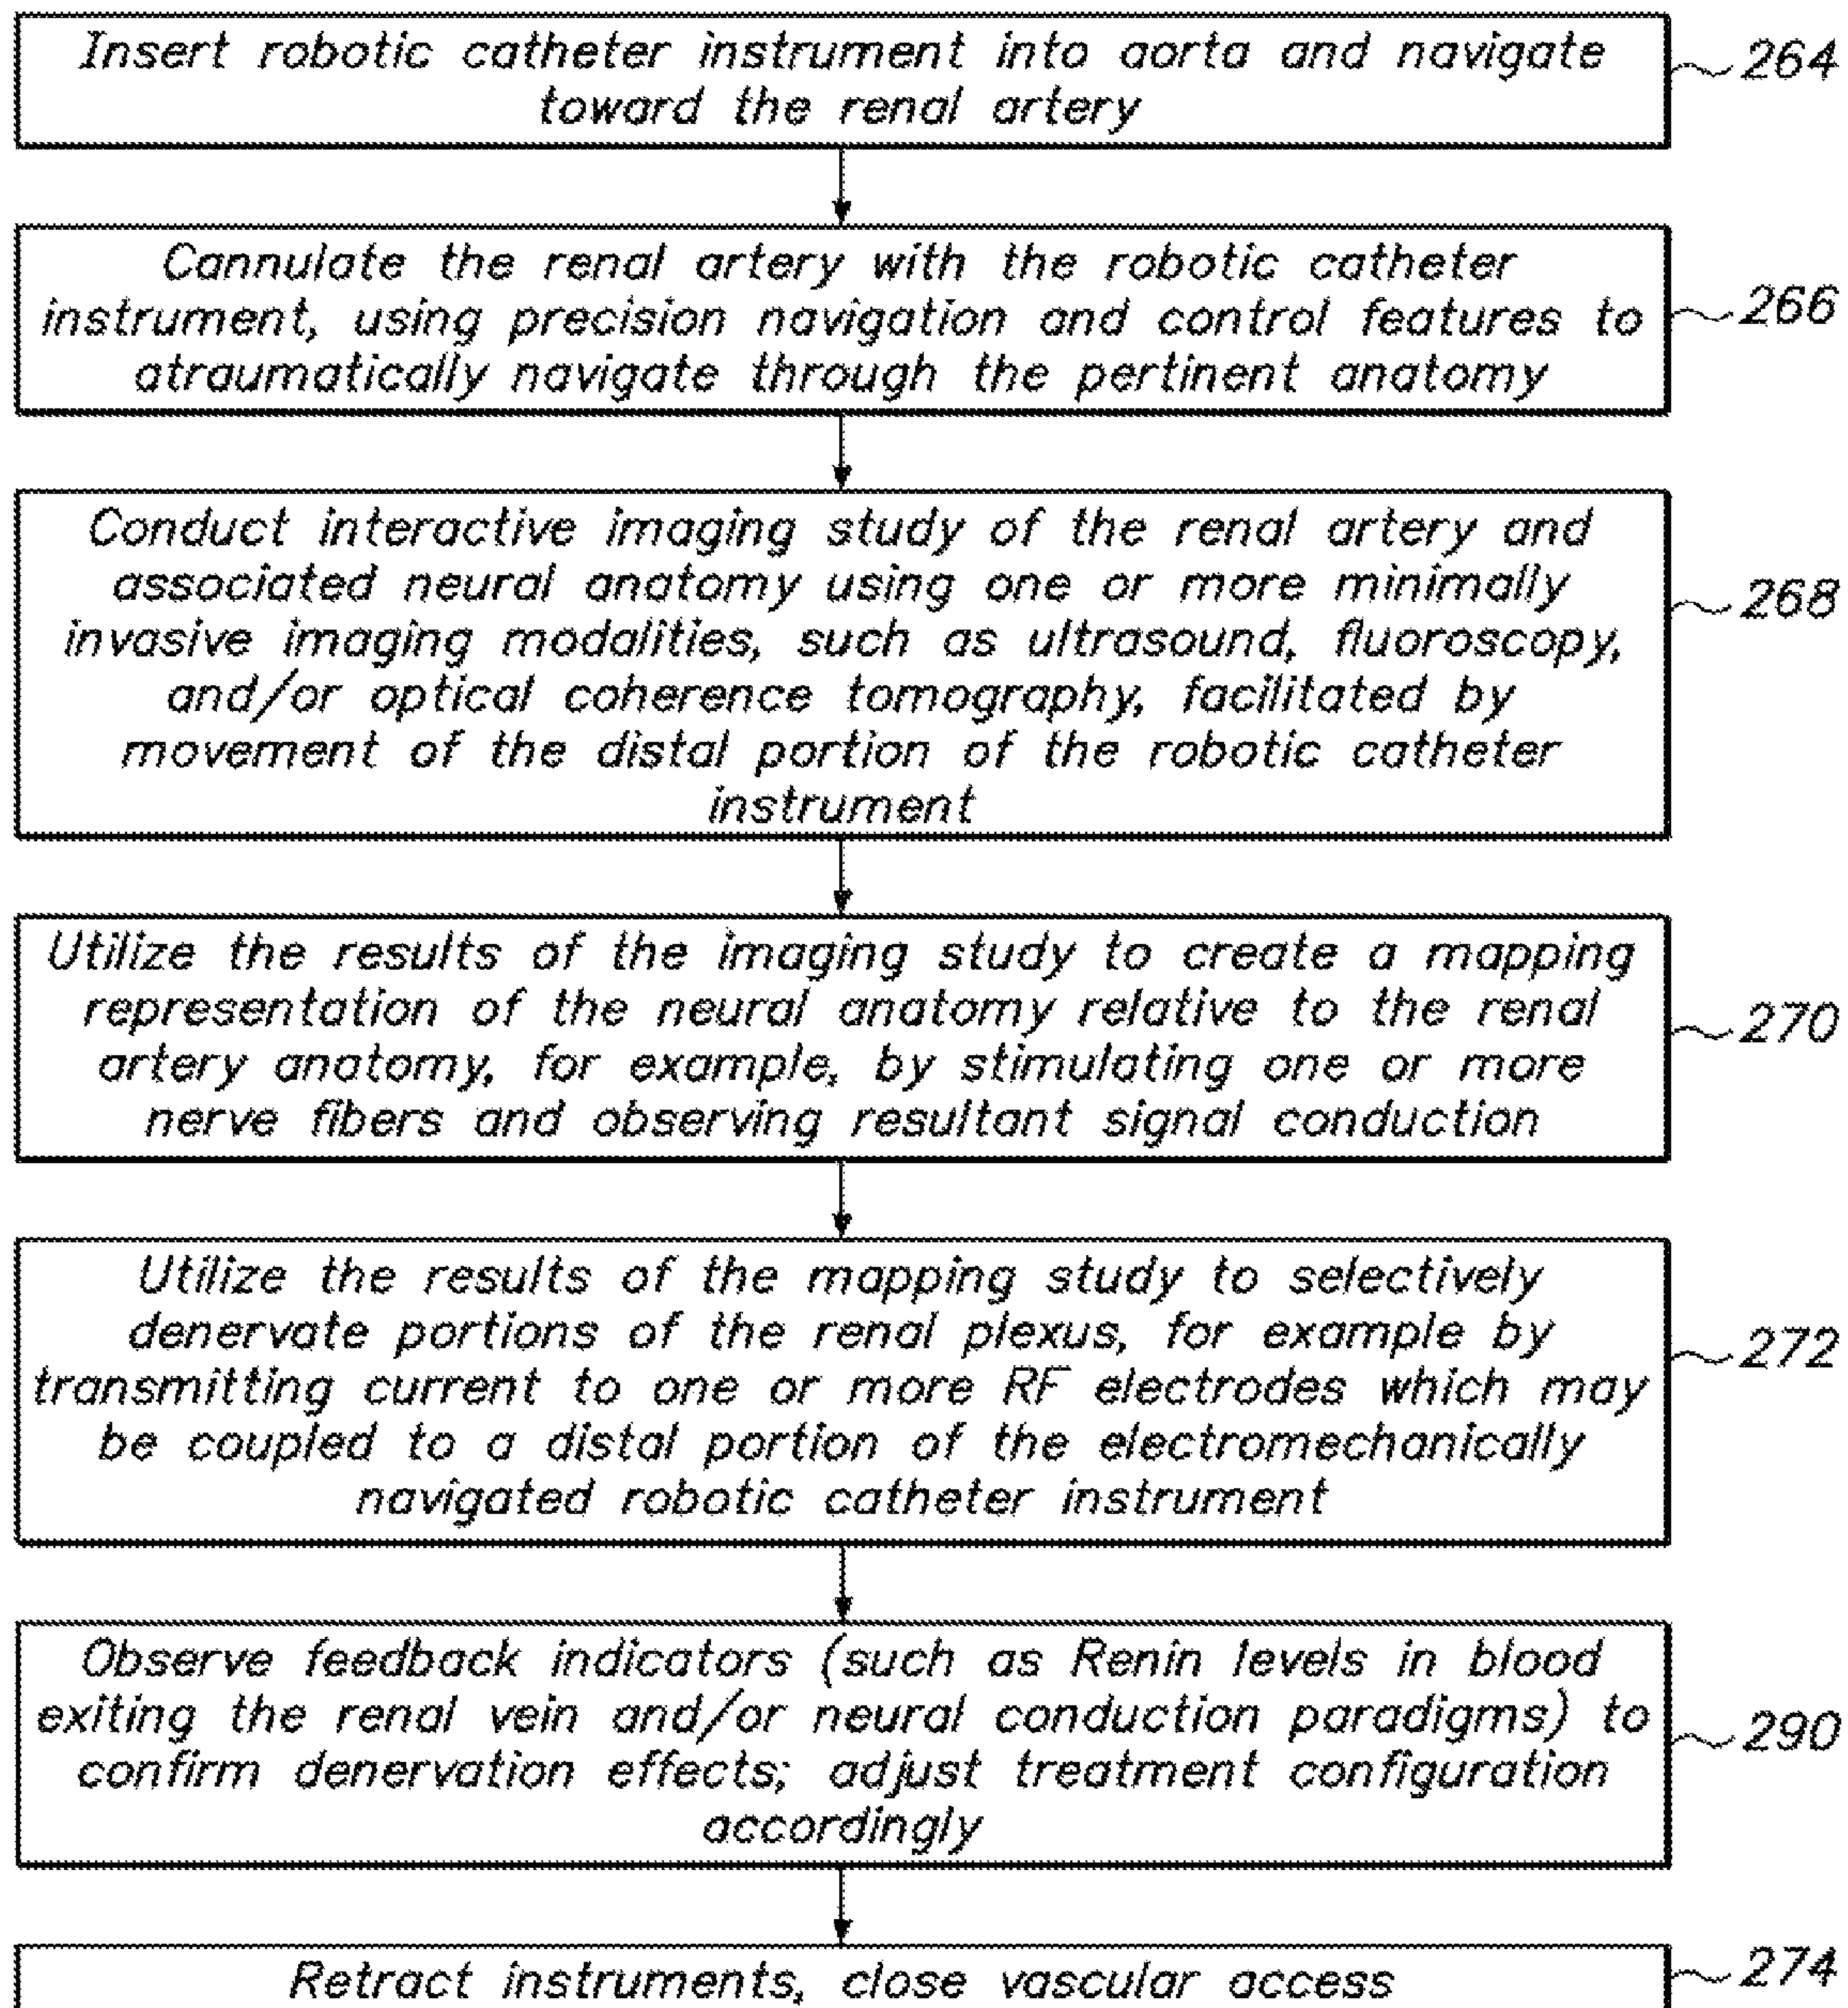 Insert robotic catheter instrument into aorta and navigate
toward the renal artery
264
Cannulate the renal artery with the robotic catheter
instrument, using precision navigation and control features to
atraumatically navigate through the pertinent anatomy
266
Conduct interactive imaging study of the renal artery and
associated neural anatomy using one or more minimally
invasive imaging modalities, such as ultrasound, fluoroscopy,
and/or optical coherence tomography, facilitated by
movement of the distal portion of the robotic catheter
instrument
268
Utilize the results of the imaging study to create a mapping
representation of the neural anatomy relative to the renal
artery anatomy, for example, by stimulating one or more
nerve fibers and observing resultant signal conduction
270
Utilize the results of the mapping study to selectively
denervate portions of the renal plexus, for example by
transmitting current to one or more RF electrodes which may
be coupled to a distal portion of the electromechanically
navigated robotic catheter instrument
272
Observe feedback indicators (such as Renin levels in blood
exiting the renal vein and/or neural conduction paradigms) to
confirm denervation effects; adjust treatment configuration
accordingly
290
Retract instruments, close vascular access
274